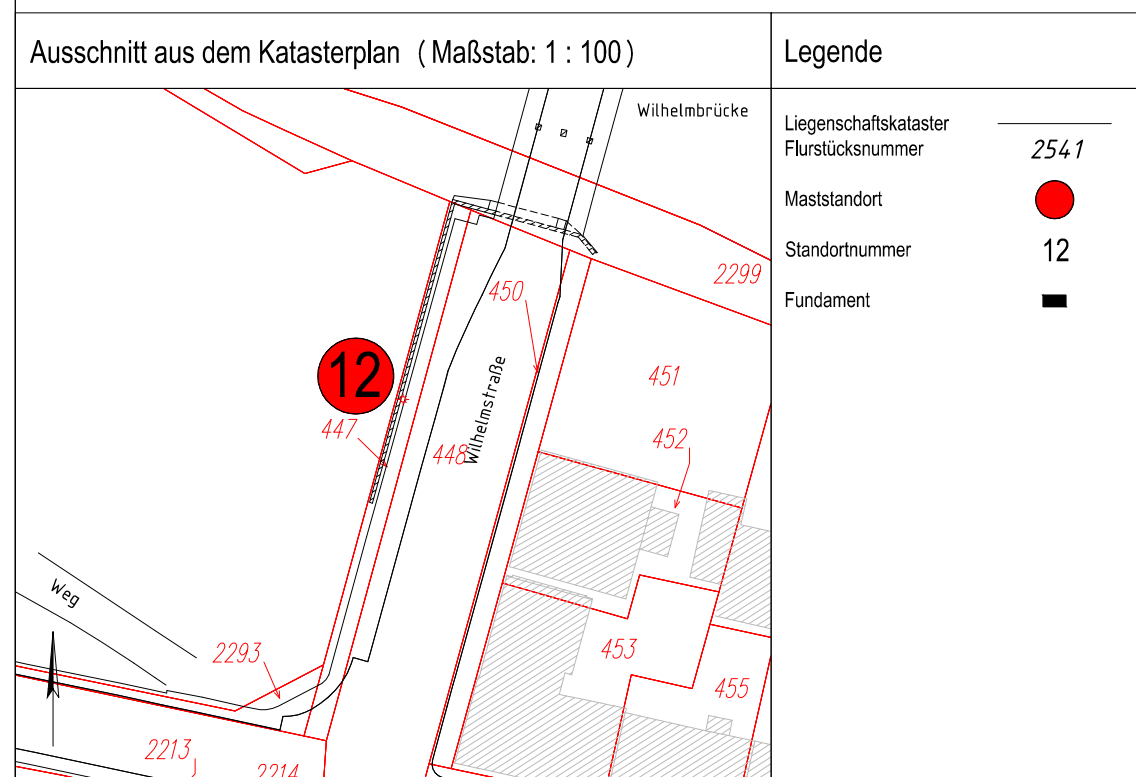 Ausschnitt aus dem Katasterplan (Maßstab: 1 : 100)
Legende
Wilhelmbrücke
Liegenschaftskataster
Flurstücksnummer 2541
Maststandort
Standortnummer 12
Fundament
2299
450
451
12
Wilhelmstraße
447
448
452
Weg
2293
453
455
2213
2214